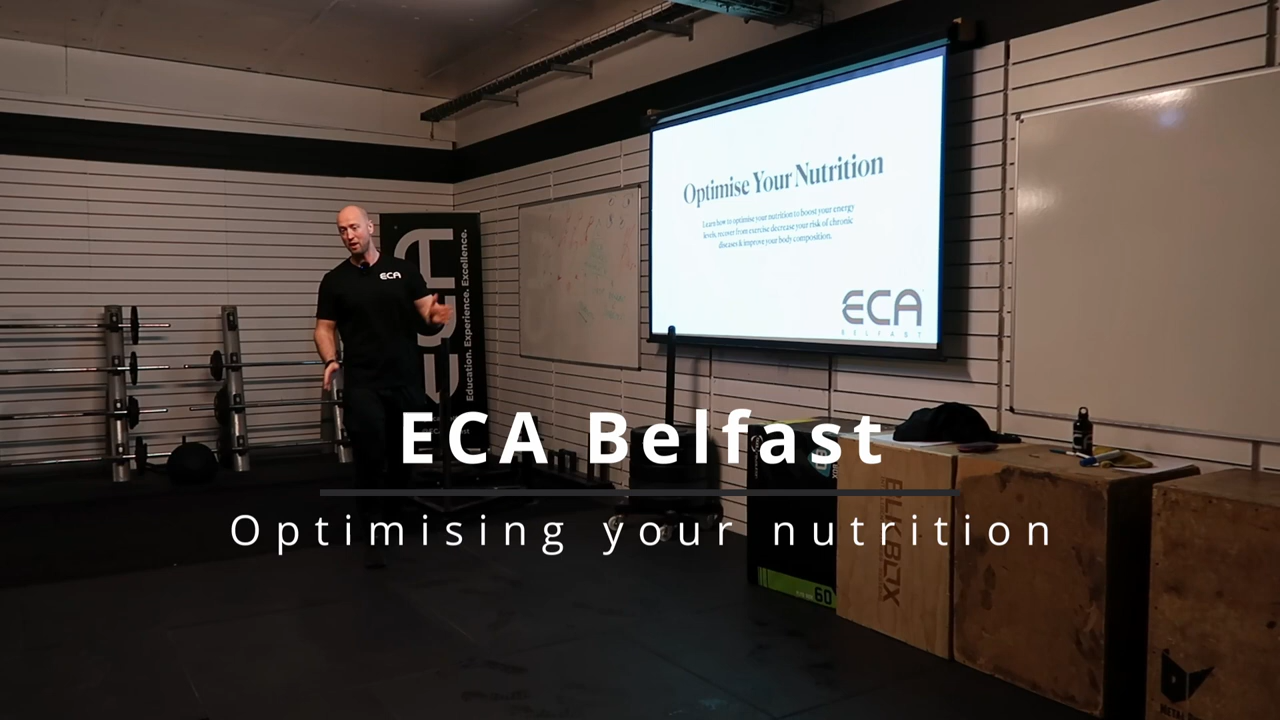 Optimise Your Nutrition
Learn how to optimise your nutrition to boost your energy
levels, recover from exercise decrease your risk of chronic
diseases & improve your body composition.
ECA
BELFAST
ECA
ECA
Education. Experience. Excellence.
ECA Belfast
Optimising your nutrition
BLKBOX
60